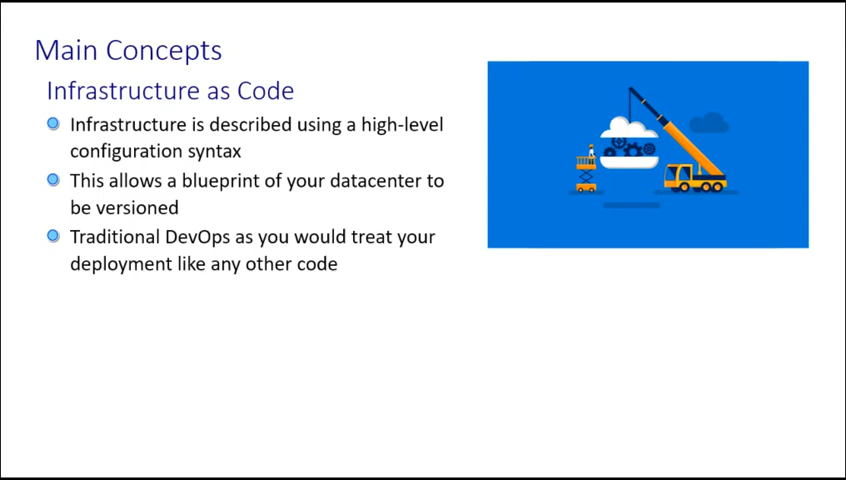 Main Concepts
Infrastructure as Code
Infrastructure is described using a high-level
configuration syntax
This allows a blueprint of your datacenter to
be versioned
Traditional DevOps as you would treat your
deployment like any other code